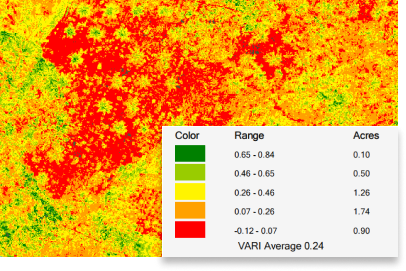 Color Range Acres
0.65 - 0.84 0.10
0.46 - 0.65 0.50
0.26 - 0.46 1.26
0.07 - 0.26 1.74
-0.12 - 0.07 0.90
VARI Average 0.24